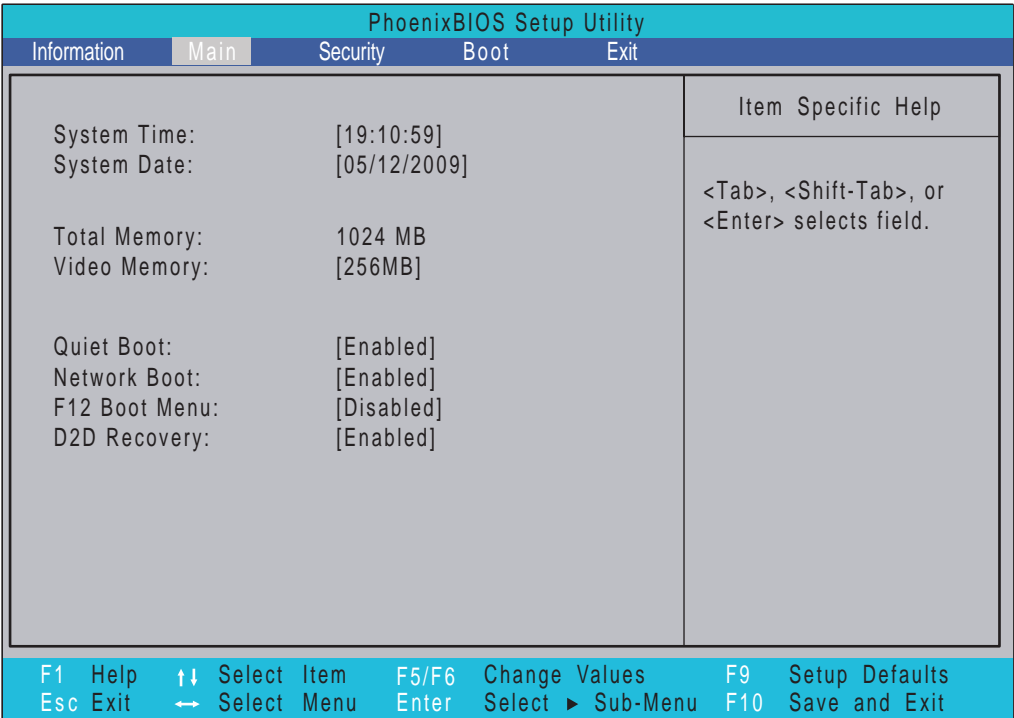 PhoenixBIOS Setup Utility
Information Main Security Boot Exit
Item Specific Help
System Time: [19:10:59]
System Date: [05/12/2009]
<Tab>, <Shift-Tab>, or
<Enter> selects field.
Total Memory: 1024 MB
Video Memory: [256MB]
Quiet Boot: [Enabled]
Network Boot: [Enabled]
F12 Boot Menu: [Disabled]
D2D Recovery: [Enabled]
F1 Help ↑↓ Select Item F5/F6 Change Values F9 Setup Defaults
Esc Exit ↔ Select Menu Enter Select ▶ Sub-Menu F10 Save and Exit